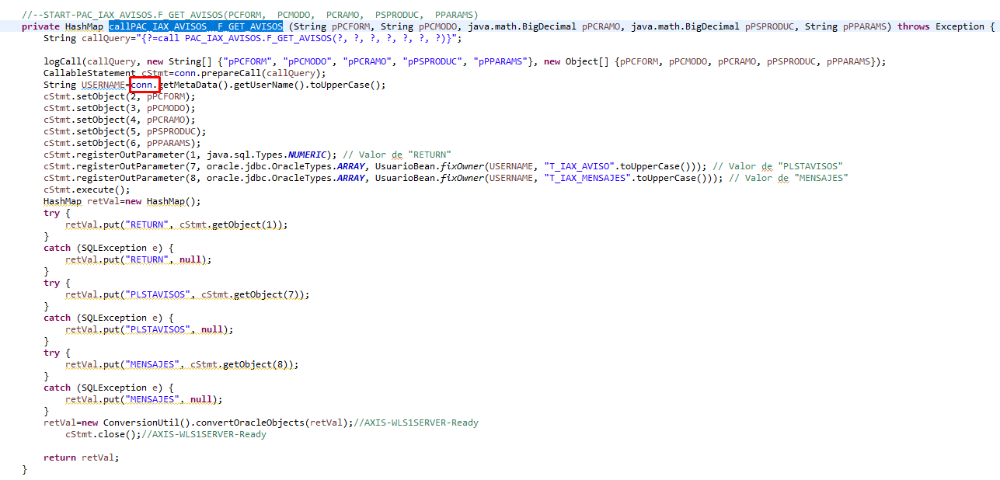 //--START-PAC_IAX_AVISOS.F_GET_AVISOS(PCFORM, PCMODO, PCRAMO, PSPRODUC, PPARAMS)
private HashMap callPAC_IAX_AVISOS__F_GET_AVISOS (String pPCFORM, String pPCMODO, java.math.BigDecimal pPCRAMO, java.math.BigDecimal pPSPRODUC, String pPPARAMS) throws Exception {
String callQuery="{?=call PAC_IAX_AVISOS.F_GET_AVISOS(?, ?, ?, ?, ?, ?, ?)}";
logCall(callQuery, new String[] {"pPCFORM", "pPCMODO", "pPCRAMO", "pPSPRODUC", "pPPARAMS"}, new Object[] {pPCFORM, pPCMODO, pPCRAMO, pPSPRODUC, pPPARAMS});
CallableStatement cStmt=conn.prepareCall(callQuery);
String USERNAME=conn.getMetaData().getUserName().toUpperCase();
cStmt.setObject(2, pPCFORM);
cStmt.setObject(3, pPCMODO);
cStmt.setObject(4, pPCRAMO);
cStmt.setObject(5, pPSPRODUC);
cStmt.setObject(6, pPPARAMS);
cStmt.registerOutParameter(1, java.sql.Types.NUMERIC); // Valor de "RETURN"
cStmt.registerOutParameter(7, oracle.jdbc.OracleTypes.ARRAY, UsuarioBean.fixOwner(USERNAME, "T_IAX_AVISO".toUpperCase())); // Valor de "PLSTAVISOS"
cStmt.registerOutParameter(8, oracle.jdbc.OracleTypes.ARRAY, UsuarioBean.fixOwner(USERNAME, "T_IAX_MENSAJES".toUpperCase())); // Valor de "MENSAJES"
cStmt.execute();
HashMap retVal=new HashMap();
try {
retVal.put("RETURN", cStmt.getObject(1));
}
catch (SQLException e) {
retVal.put("RETURN", null);
}
try {
retVal.put("PLSTAVISOS", cStmt.getObject(7));
}
catch (SQLException e) {
retVal.put("PLSTAVISOS", null);
}
try {
retVal.put("MENSAJES", cStmt.getObject(8));
}
catch (SQLException e) {
retVal.put("MENSAJES", null);
}
retVal=new ConversionUtil().convertOracleObjects(retVal);//AXIS-WLS1SERVER-Ready
cStmt.close();//AXIS-WLS1SERVER-Ready
return retVal;
}